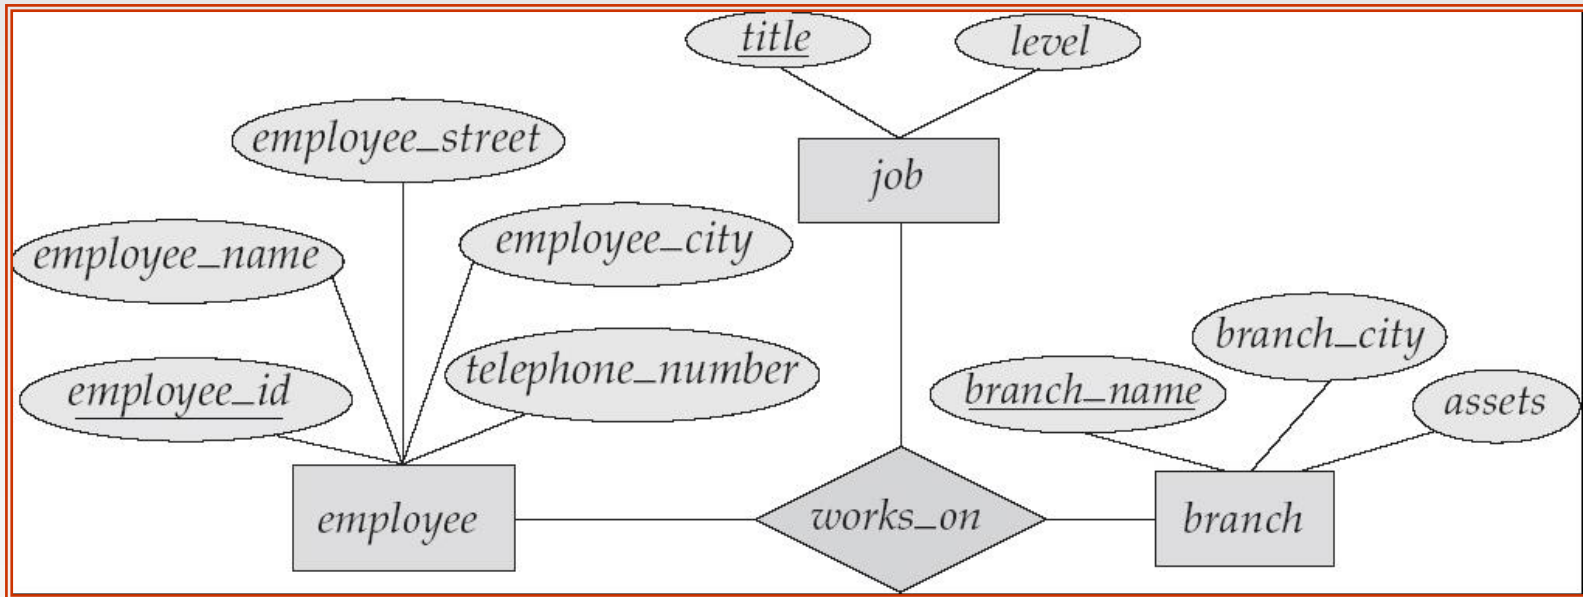 title
level
employee_street
job
employee_name
employee_city
branch_city
telephone_number
employee_id
branch_name
assets
employee
works_on
branch